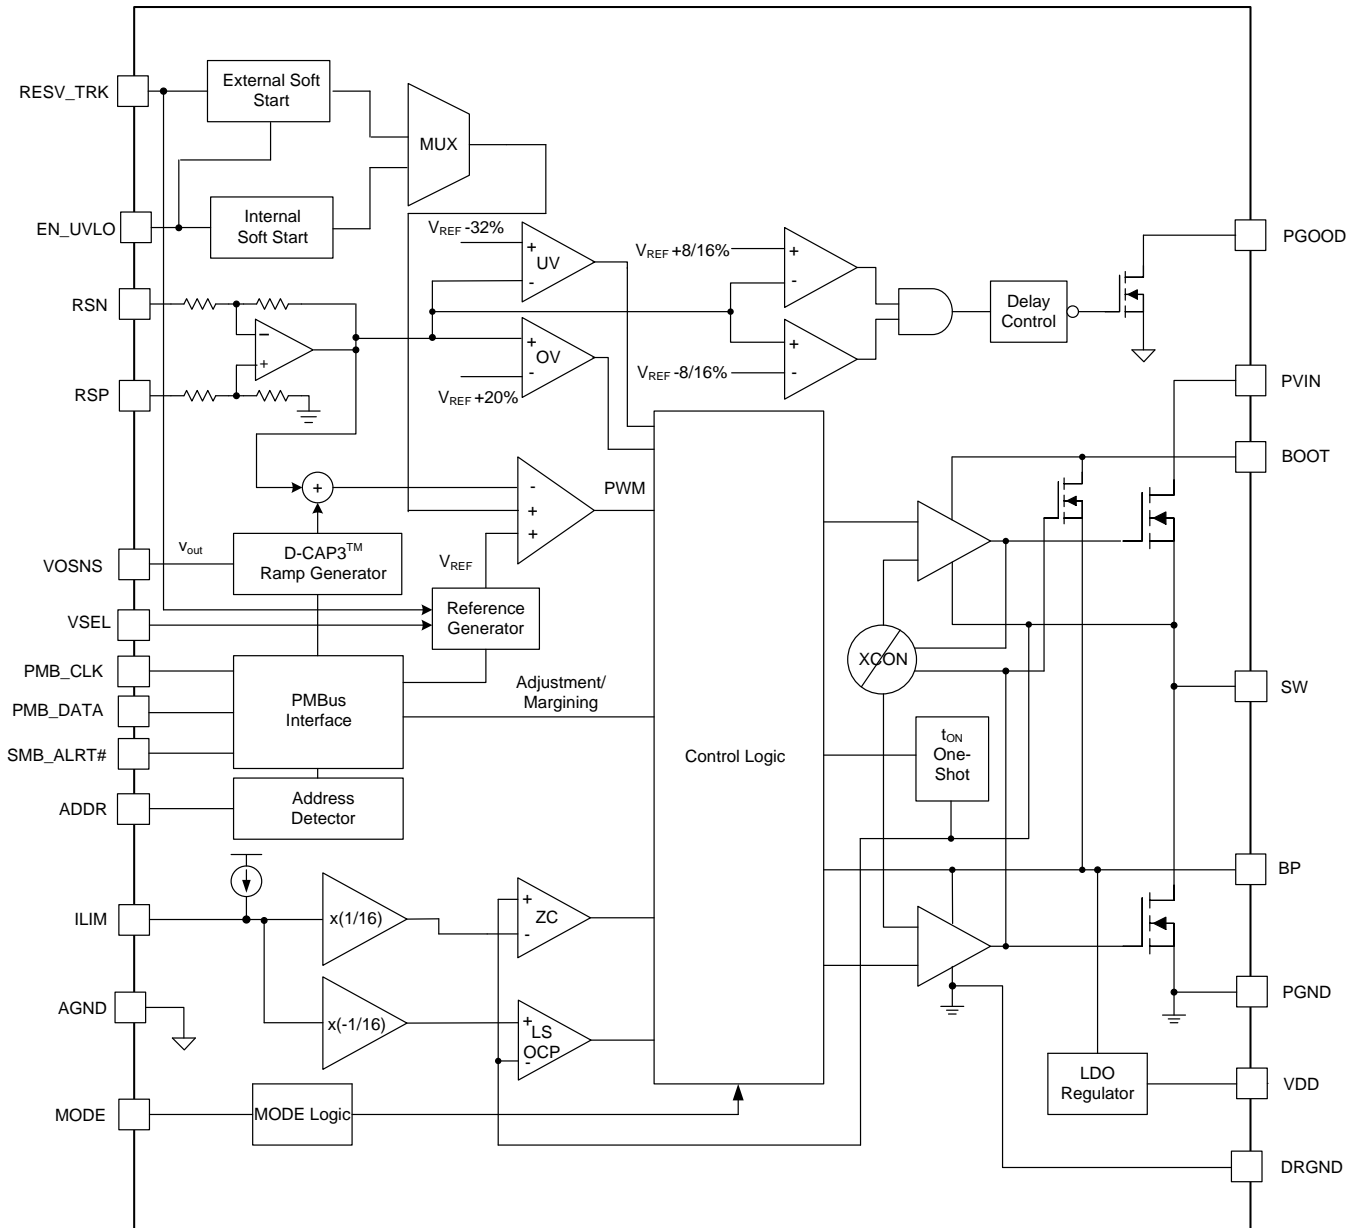 RESV_TRK
External Soft
Start
MUX
EN_UVLO
Internal
Soft Start
VREF -32%
+
UV
-
VREF +8/16%
+
-
PGOOD
RSN
−
+
RSP
+
OV
-
VREF +20%
+
-
VREF -8/16%
Delay
Control
PVIN
BOOT
+
-
+
+
PWM
VOSNS
vout
D-CAP3TM
Ramp Generator
VREF
VSEL
Reference
Generator
XCON
PMB_CLK
PMB_DATA
SMB_ALRT#
PMBus
Interface
Adjustment/
Margining
SW
Control Logic
tON
One-
Shot
ADDR
Address
Detector
BP
ILIM
x(1/16)
+
ZC
-
AGND
x(-1/16)
+
LS
OCP
-
PGND
LDO
Regulator
VDD
MODE
MODE Logic
DRGND